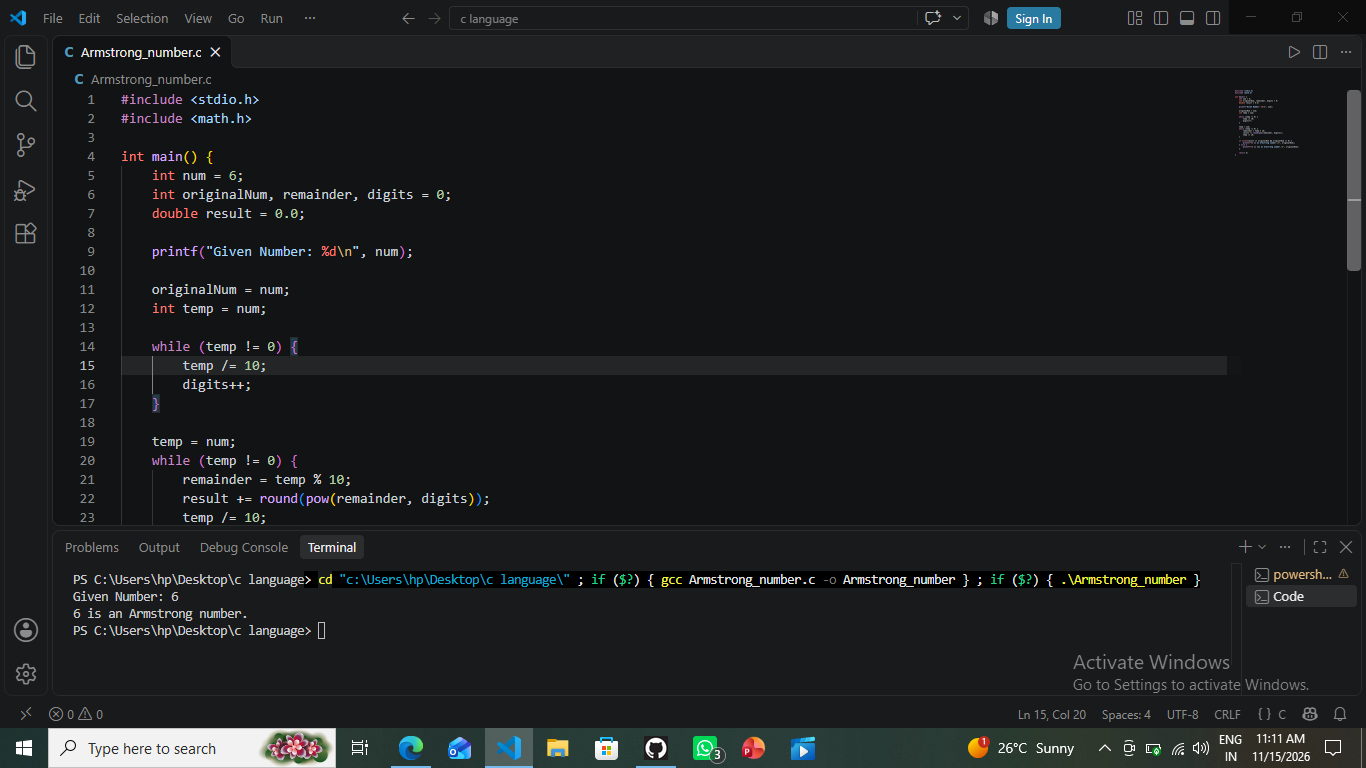 File Edit Selection View Go Run ··· c language Sign In
Armstrong_number.c
Armstrong_number.c
1 #include <stdio.h>
2 #include <math.h>
3
4 int main() {
5 int num = 6;
6 int originalNum, remainder, digits = 0;
7 double result = 0.0;
8
9 printf("Given Number: %d\n", num);
10
11 originalNum = num;
12 int temp = num;
13
14 while (temp != 0) {
15 temp /= 10;
16 digits++;
17 }
18
19 temp = num;
20 while (temp != 0) {
21 remainder = temp % 10;
22 result += round(pow(remainder, digits));
23 temp /= 10;
Problems Output Debug Console Terminal
PS C:\Users\hp\Desktop\c language> cd "c:\Users\hp\Desktop\c language\" ; if ($?) { gcc Armstrong_number.c -o Armstrong_number } ; if ($?) { .\Armstrong_number }
Given Number: 6
6 is an Armstrong number.
PS C:\Users\hp\Desktop\c language>
powersh...
Code
Activate Windows
Go to Settings to activate Windows.
0 0 Ln 15, Col 20 Spaces: 4 UTF-8 CRLF { } C
Type here to search 3 1 26°C Sunny ENG IN 11:11 AM 11/15/2026